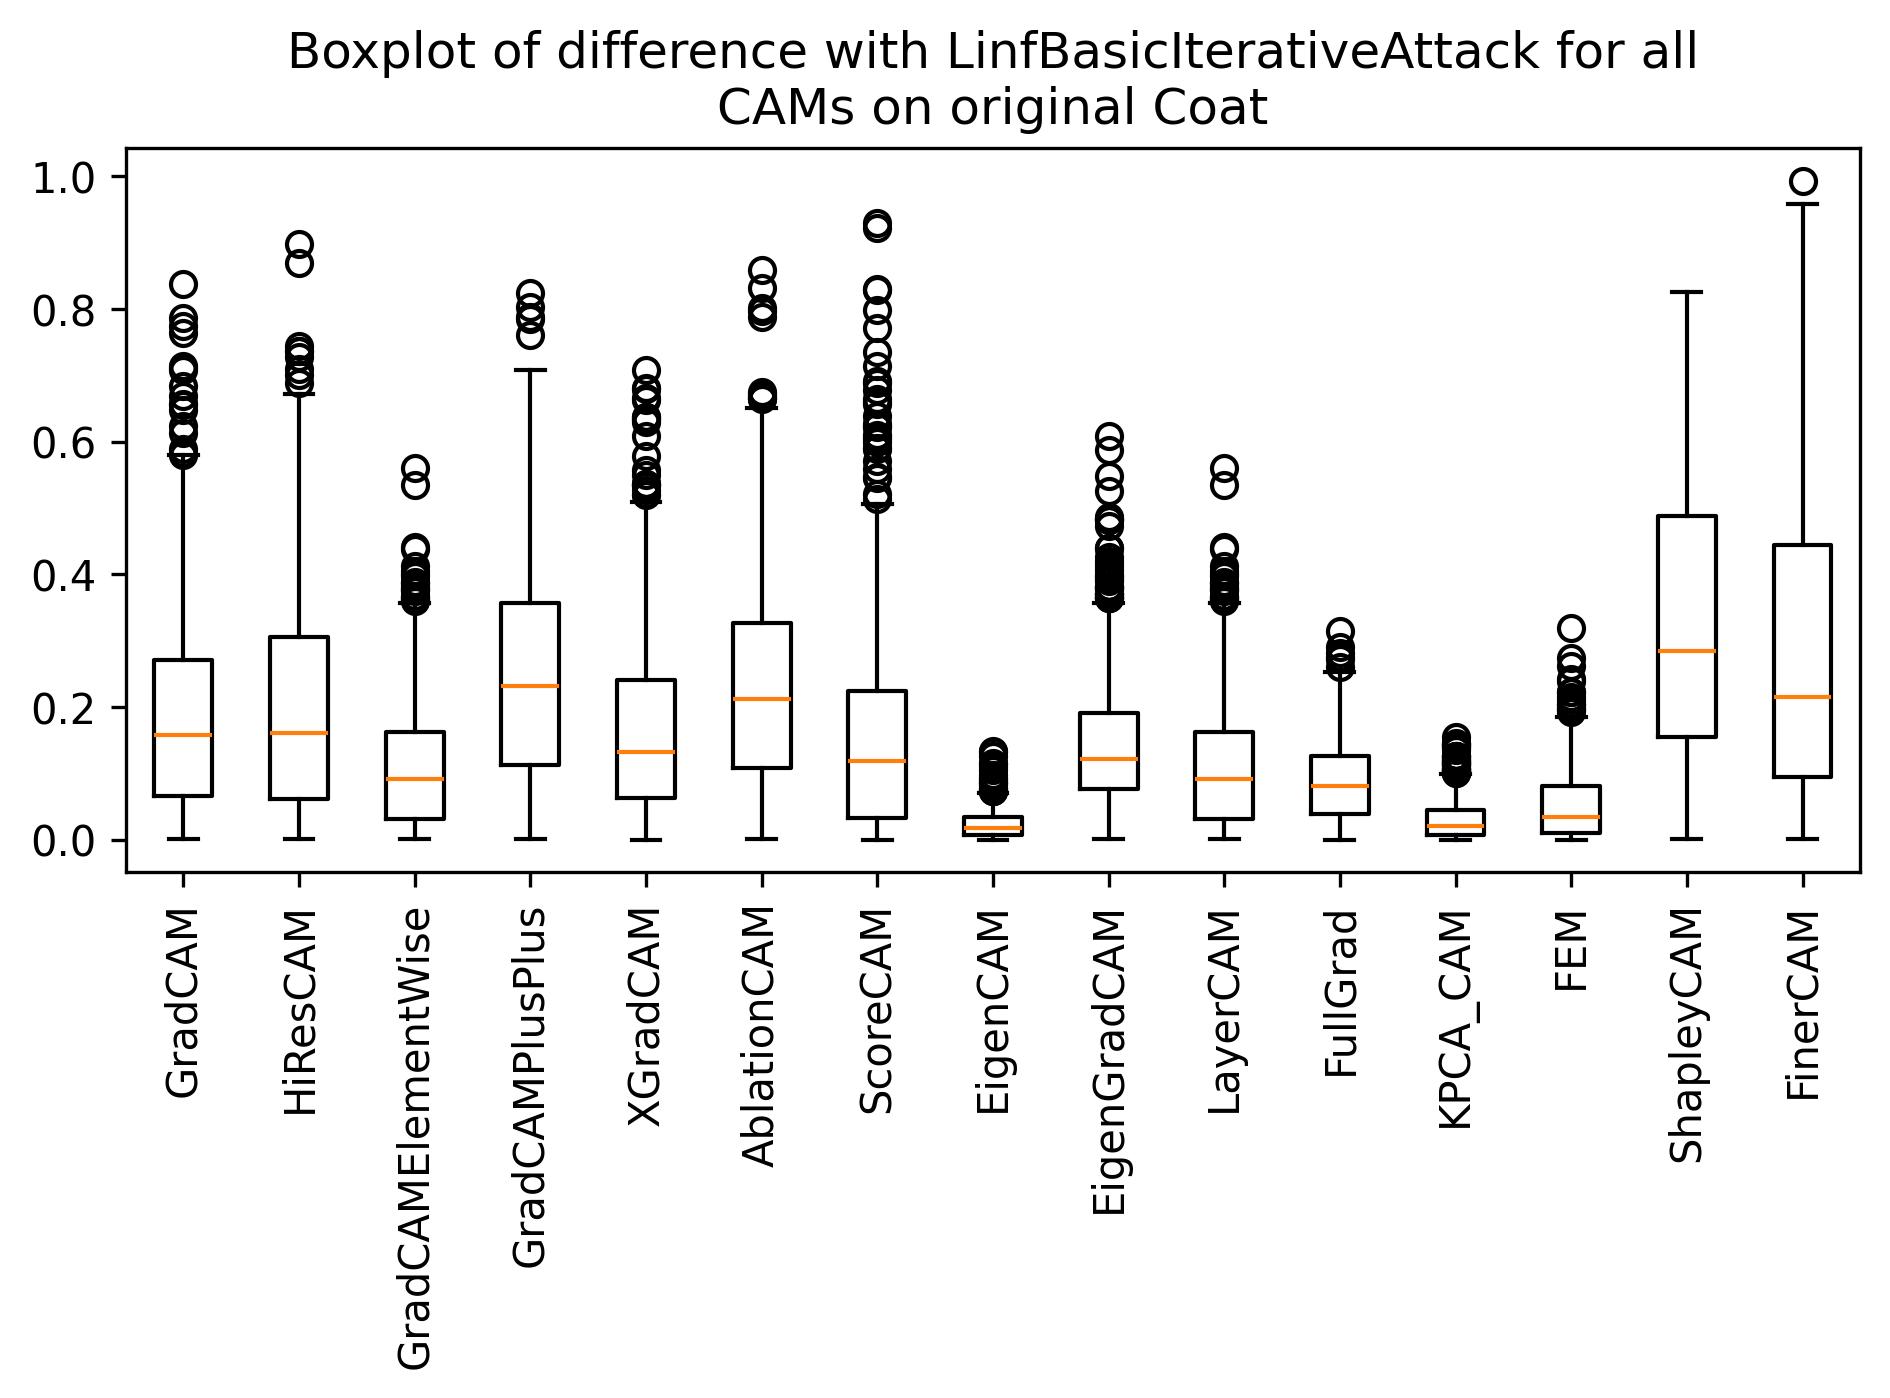 Boxplot of difference with LinfBasicIterativeAttack for all
CAMs on original Coat
1.0
0.8
0.6
0.4
0.2
0.0
GradCAM
HiResCAM
GradCAMElementWise
GradCAMPlusPlus
XGradCAM
AblationCAM
ScoreCAM
EigenCAM
EigenGradCAM
LayerCAM
FullGrad
KPCA_CAM
FEM
ShapleyCAM
FinerCAM